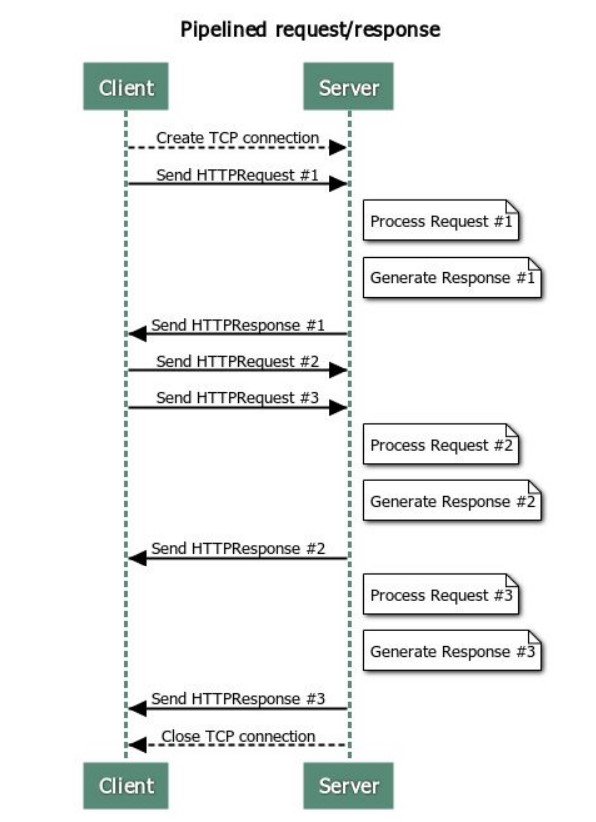 Pipelined request/response
Client
Server
Create TCP connection
Send HTTPRequest #1
Process Request #1
Generate Response #1
Send HTTPResponse #1
Send HTTPRequest #2
Send HTTPRequest #3
Process Request #2
Generate Response #2
Send HTTPResponse #2
Process Request #3
Generate Response #3
Send HTTPResponse #3
Close TCP connection
Client
Server